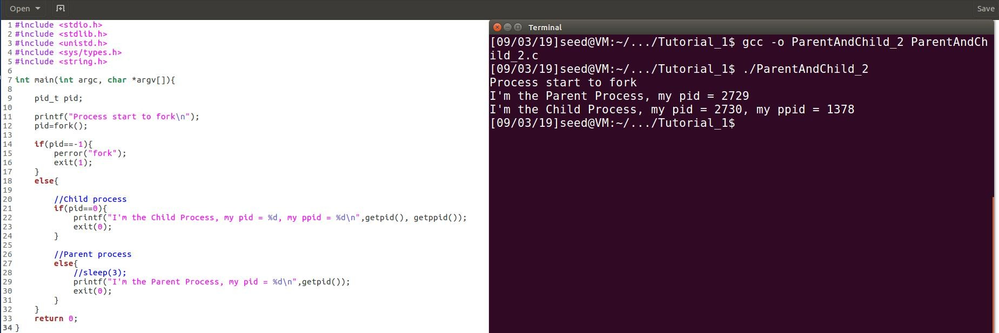 Open
Save
1 #include <stdio.h>
2 #include <stdlib.h>
3 #include <unistd.h>
4 #include <sys/types.h>
5 #include <string.h>
6
7 int main(int argc, char *argv[]){
8
9     pid_t pid;
10
11     printf("Process start to fork\n");
12     pid=fork();
13
14     if(pid==-1){
15         perror("fork");
16         exit(1);
17     }
18     else{
19
20         //Child process
21         if(pid==0){
22             printf("I'm the Child Process, my pid = %d, my ppid = %d\n",getpid(), getppid());
23             exit(0);
24         }
25
26         //Parent process
27         else{
28             //sleep(3);
29             printf("I'm the Parent Process, my pid = %d\n",getpid());
30             exit(0);
31         }
32     }
33     return 0;
34 }
Terminal
[09/03/19]seed@VM:~/.../Tutorial_1$ gcc -o ParentAndChild_2 ParentAndCh
ild_2.c
[09/03/19]seed@VM:~/.../Tutorial_1$ ./ParentAndChild_2
Process start to fork
I'm the Parent Process, my pid = 2729
I'm the Child Process, my pid = 2730, my ppid = 1378
[09/03/19]seed@VM:~/.../Tutorial_1$